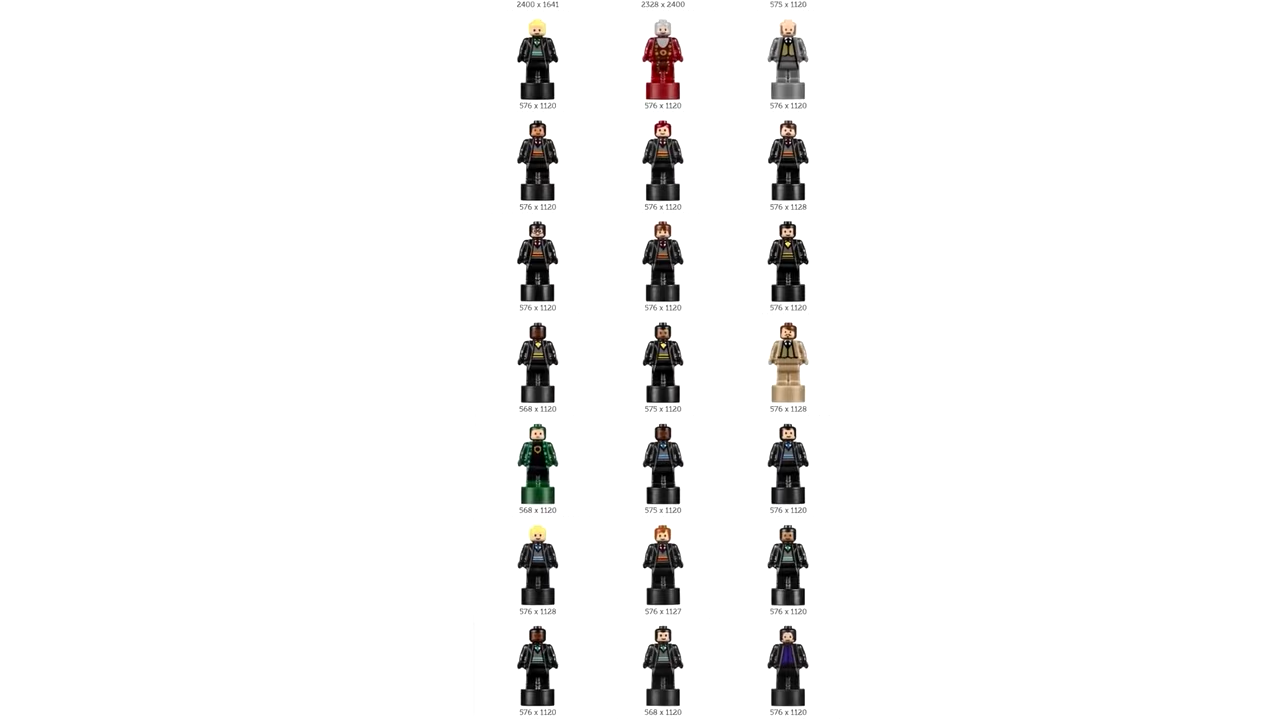 2400 x 1641 2328 x 2400 575 x 1120
576 x 1120 576 x 1120 576 x 1120
576 x 1120 576 x 1120 576 x 1128
576 x 1120 576 x 1120 576 x 1120
568 x 1120 575 x 1120 576 x 1128
568 x 1120 575 x 1120 576 x 1120
576 x 1128 576 x 1127 576 x 1120
576 x 1120 568 x 1120 576 x 1120